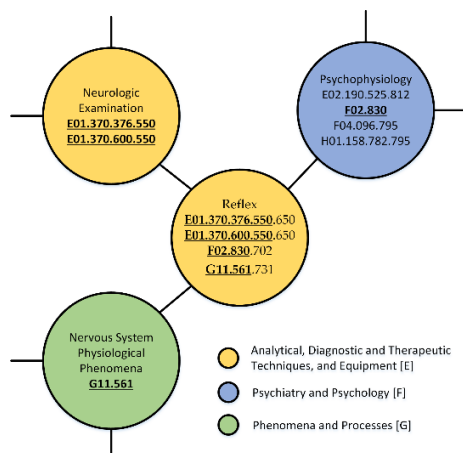 Neurologic
Examination
E01.370.376.550
E01.370.600.550
Psychophysiology
E02.190.525.812
F02.830
F04.096.795
H01.158.782.795
Reflex
E01.370.376.550.650
E01.370.600.550.650
F02.830.702
G11.561.731
Nervous System
Physiological
Phenomena
G11.561
Analytical, Diagnostic and Therapeutic
Techniques, and Equipment [E]
Psychiatry and Psychology [F]
Phenomena and Processes [G]